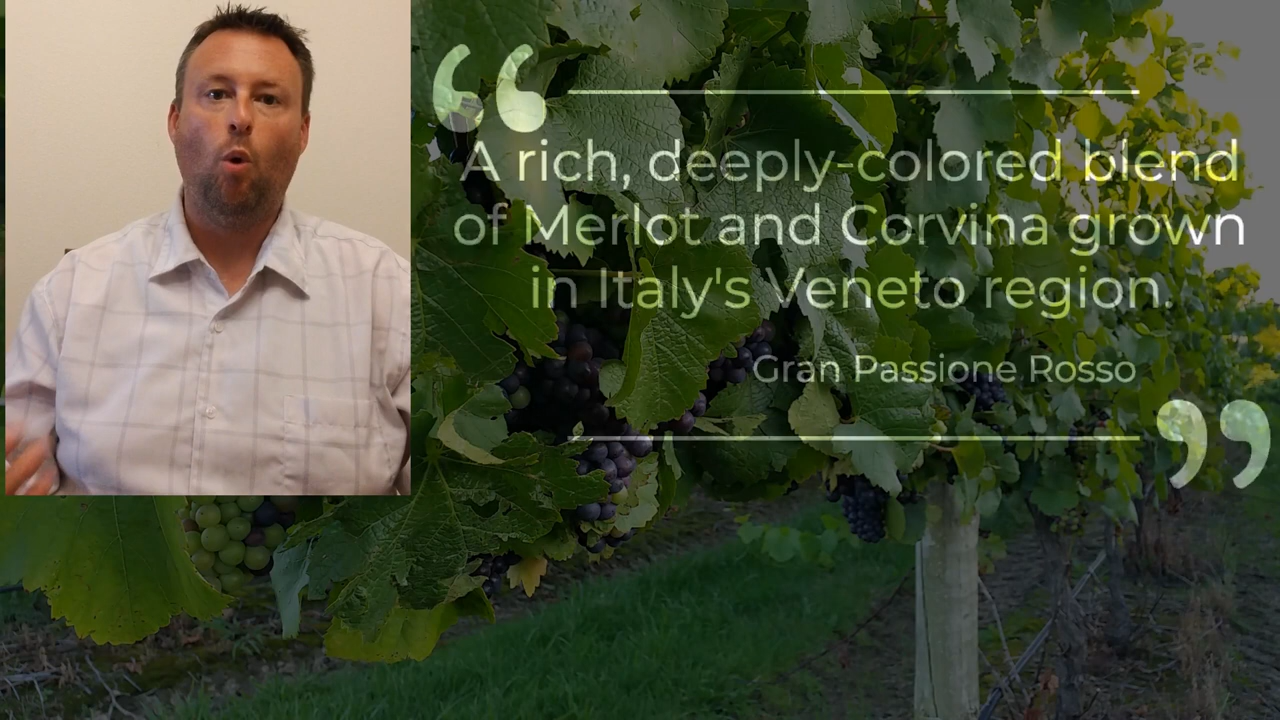 “
A rich, deeply-colored blend
of Merlot and Corvina grown
in Italy's Veneto region.
Gran Passione Rosso
”